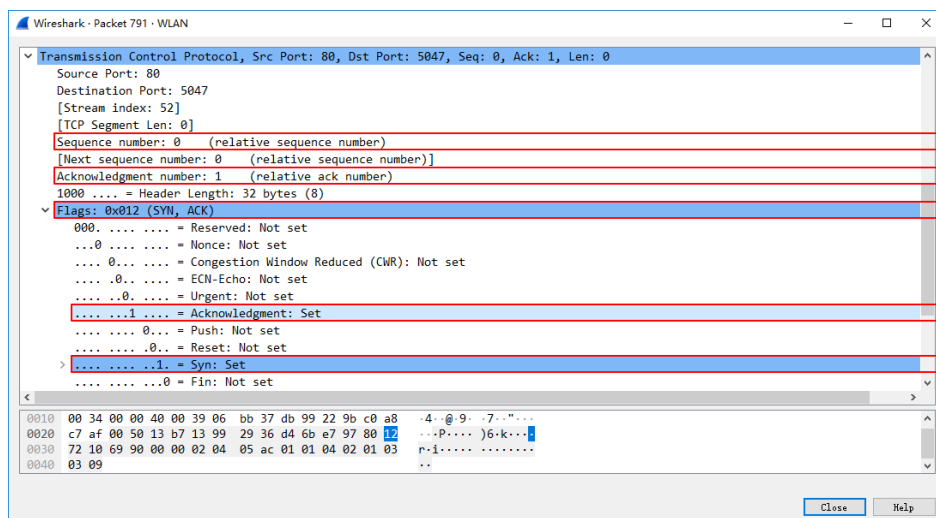 Wireshark · Packet 791 · WLAN
Transmission Control Protocol, Src Port: 80, Dst Port: 5047, Seq: 0, Ack: 1, Len: 0
Source Port: 80
Destination Port: 5047
[Stream index: 52]
[TCP Segment Len: 0]
Sequence number: 0    (relative sequence number)
[Next sequence number: 0    (relative sequence number)]
Acknowledgment number: 1    (relative ack number)
1000 .... = Header Length: 32 bytes (8)
Flags: 0x012 (SYN, ACK)
000. .... .... = Reserved: Not set
...0 .... .... = Nonce: Not set
.... 0... .... = Congestion Window Reduced (CWR): Not set
.... .0.. .... = ECN-Echo: Not set
.... ..0. .... = Urgent: Not set
.... ...1 .... = Acknowledgment: Set
.... .... 0... = Push: Not set
.... .... .0.. = Reset: Not set
.... .... ..1. = Syn: Set
.... .... ...0 = Fin: Not set
0010  00 34 00 00 40 00 39 06  bb 37 db 99 22 9b c0 a8   ·4··@·9· ·7··"···
0020  c7 af 00 50 13 b7 13 99  29 36 d4 6b e7 97 80 12   ···P···· )6·k····
0030  72 10 69 90 00 00 02 04  05 ac 01 01 04 02 01 03   r·i····· ········
0040  03 09   ··
Close    Help